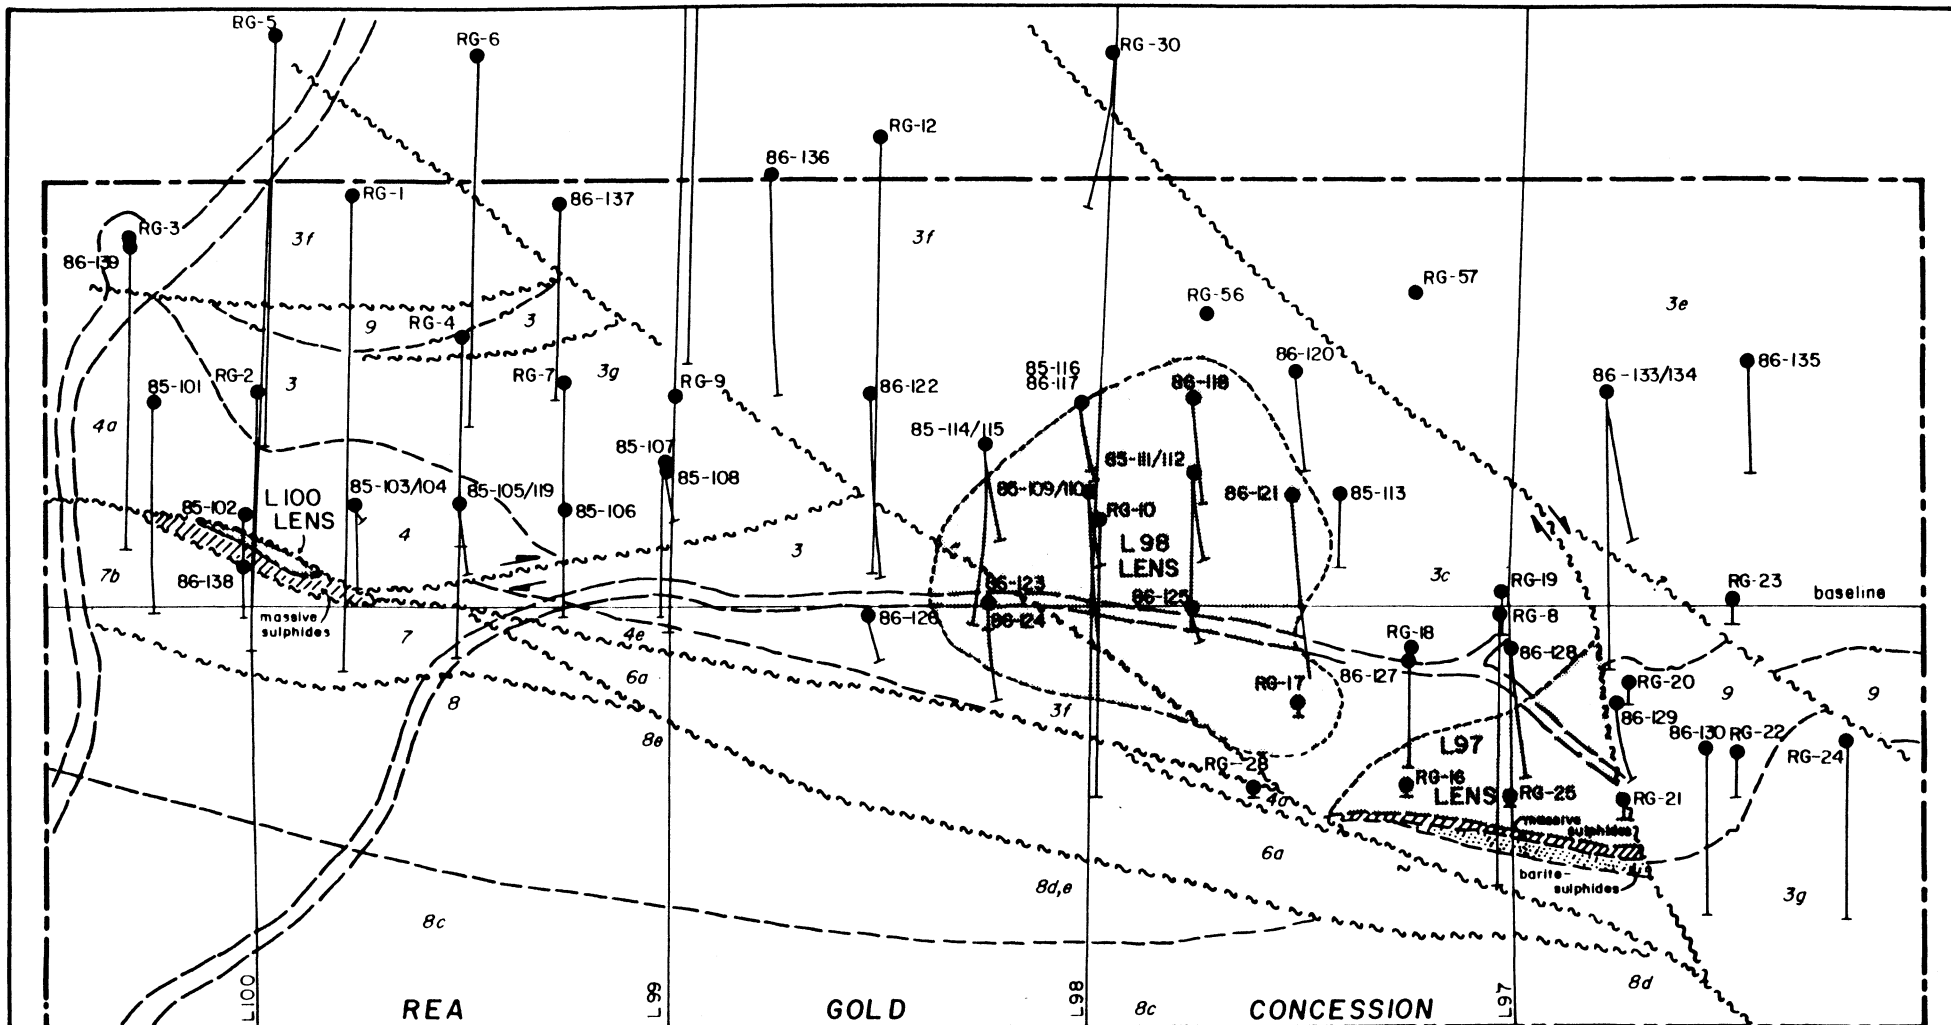 RG-5
RG-6
RG-30
RG-12
86-136
RG-1
86-137
RG-3
3f
3f
86-139
RG-57
RG-56
3e
9
RG-4
3
86-120
85-116
86-117
86-118
86-135
RG-2
3
RG-7
3g
RG-9
86-122
86-133/134
85-101
4a
85-114/115
85-107
85-108
85-111/112
85-102
L100
LENS
85-103/104
85-105/119
85-106
85-109/110
86-121
85-113
RG-10
4
3
L98
LENS
3c
7b
86-138
86-123
86-125
RG-19
RG-23
baseline
massive
sulphides
7
4e
86-126
86-124
RG-8
RG-18
86-128
6a
86-127
RG-17
RG-20
9
9
8
3f
86-129
8e
L97
LENS
86-130
RG-22
RG-24
RG-28
4a
RG-16
RG-25
RG-21
massive
sulphides
6a
barite-
sulphides
8d,e
3g
8c
8d
L100
L99
L98
L97
REA GOLD CONCESSION
8c